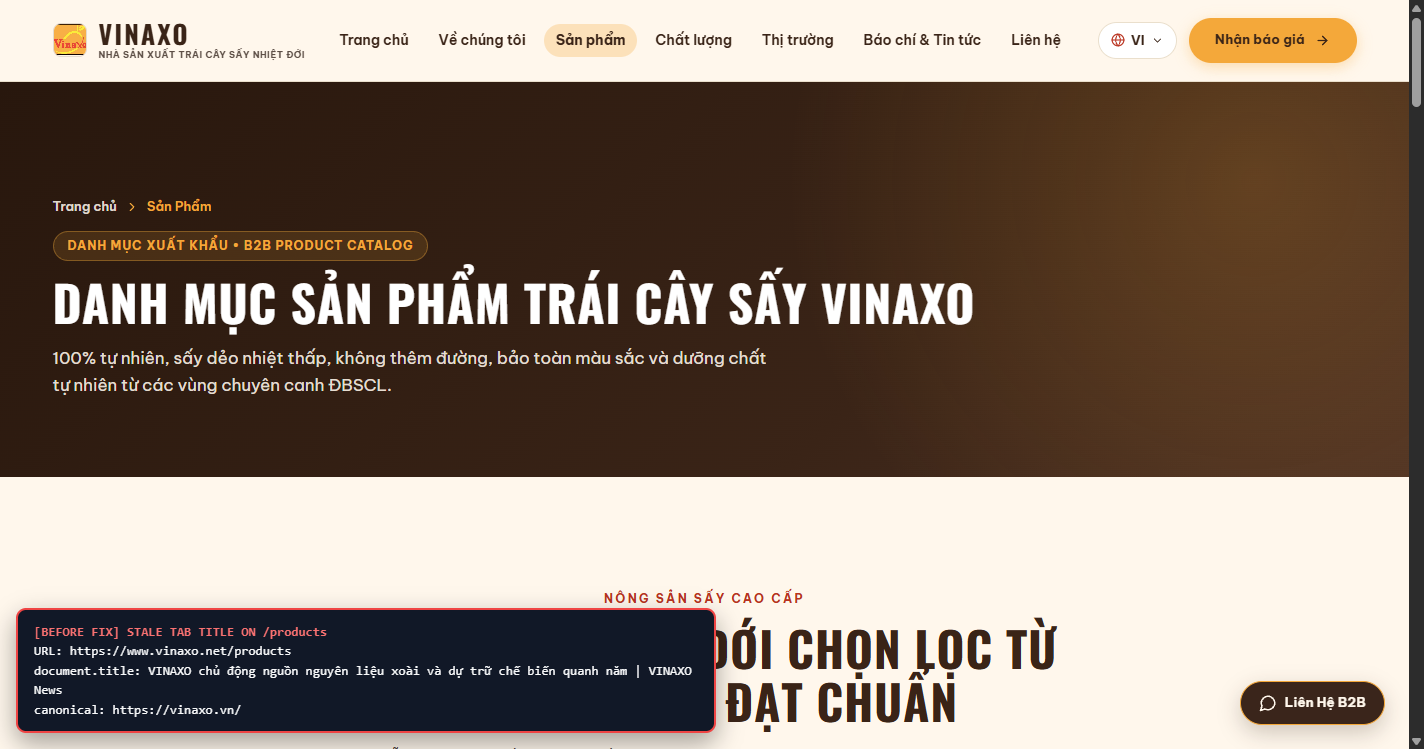 Vinaxo
VINAXO
NHÀ SẢN XUẤT TRÁI CÂY SẤY NHIỆT ĐỚI
Trang chủ
Về chúng tôi
Sản phẩm
Chất lượng
Thị trường
Báo chí & Tin tức
Liên hệ
VI
Nhận báo giá
Trang chủ
Sản Phẩm
DANH MỤC XUẤT KHẨU • B2B PRODUCT CATALOG
DANH MỤC SẢN PHẨM TRÁI CÂY SẤY VINAXO
100% tự nhiên, sấy dẻo nhiệt thấp, không thêm đường, bảo toàn màu sắc và dưỡng chất
tự nhiên từ các vùng chuyên canh ĐBSCL.
NÔNG SẢN SẤY CAO CẤP
CHỌN LỌC TỪ
ĐẠT CHUẨN
[BEFORE FIX] STALE TAB TITLE ON /products
URL: https://www.vinaxo.net/products
document.title: VINAXO chủ động nguồn nguyên liệu xoài và dự trữ chế biến quanh năm | VINAXO
News
canonical: https://vinaxo.vn/
Liên Hệ B2B